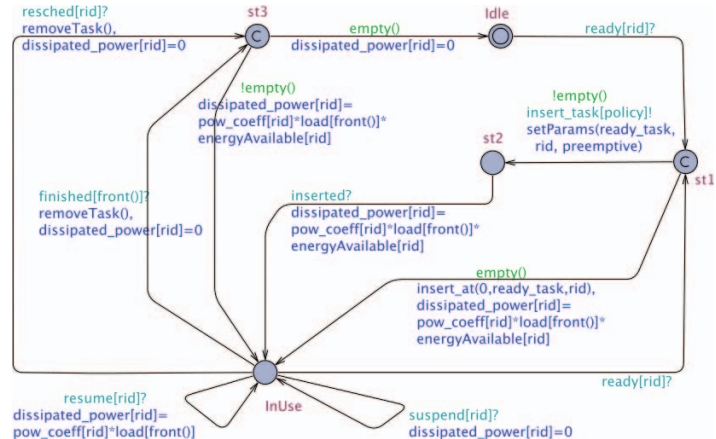 resched[rid]?
removeTask(),
dissipated_power[rid]=0
st3
C
empty()
dissipated_power[rid]=0
Idle
ready[rid]?
!empty()
dissipated_power[rid]=
pow_coeff[rid]*load[front()]*
energyAvailable[rid]
!empty()
insert_task[policy]!
setParams(ready_task,
rid, preemptive)
st2
C
st1
finished[front()]?
removeTask(),
dissipated_power[rid]=0
inserted?
dissipated_power[rid]=
pow_coeff[rid]*load[front()]*
energyAvailable[rid]
empty()
insert_at(0,ready_task,rid),
dissipated_power[rid]=
pow_coeff[rid]*load[front()]*
energyAvailable[rid]
ready[rid]?
InUse
resume[rid]?
dissipated_power[rid]=
pow_coeff[rid]*load[front()]
suspend[rid]?
dissipated_power[rid]=0